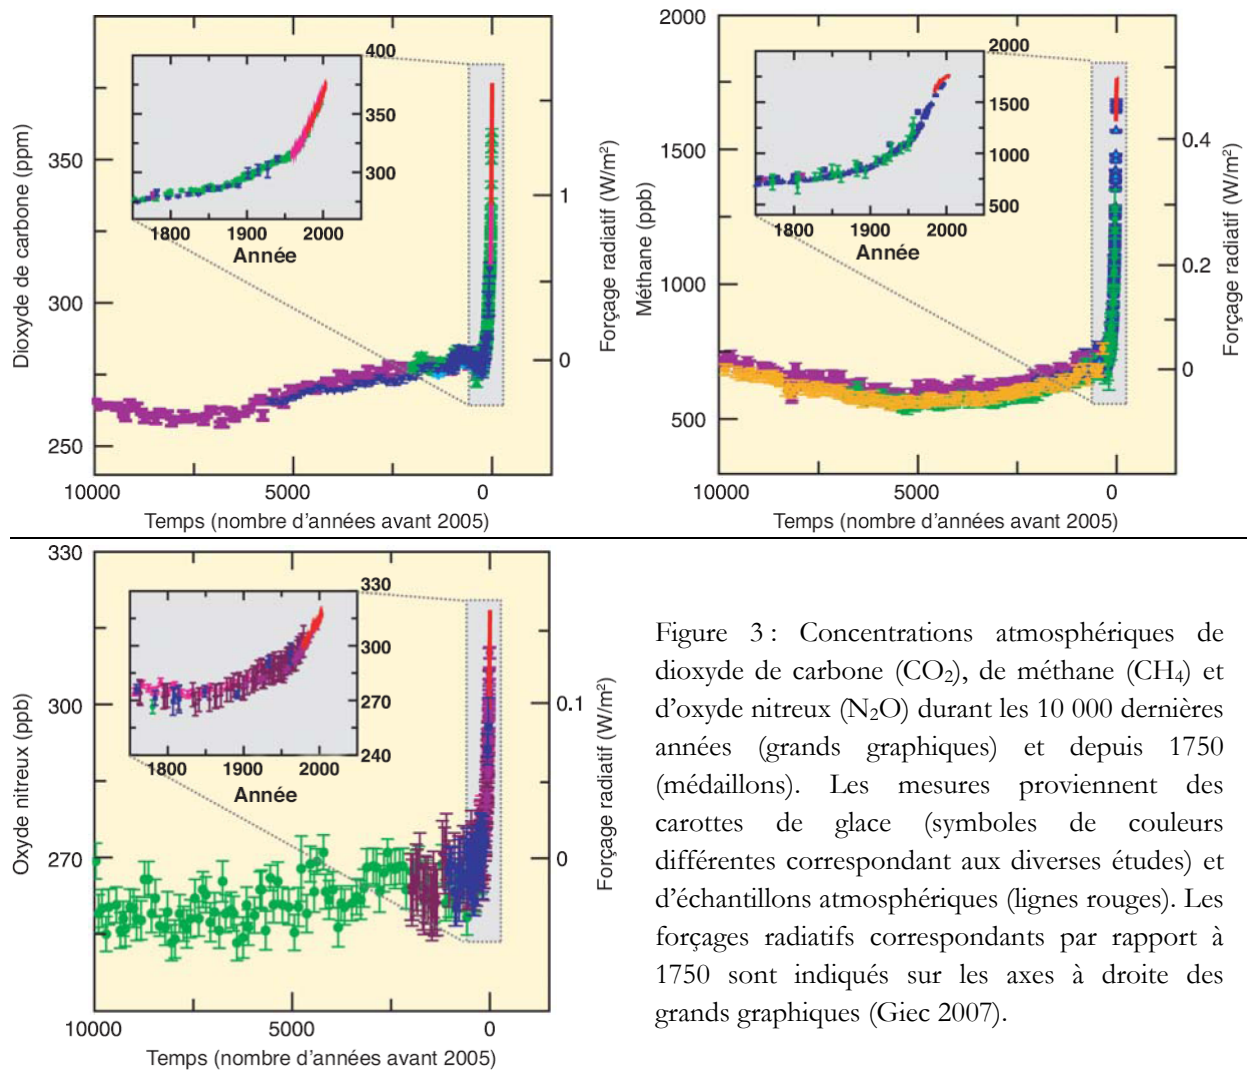 Dioxyde de carbone (ppm)
350
300
250
400
350
300
1800 1900 2000
Année
1
0
Forçage radiatif (W/m²)
10000 5000 0
Temps (nombre d'années avant 2005)
Méthane (ppb)
2000
1500
1000
500
2000
1500
1000
500
1800 1900 2000
Année
0.4
0.2
0
Forçage radiatif (W/m²)
10000 5000 0
Temps (nombre d'années avant 2005)
Oxyde nitreux (ppb)
330
300
270
330
300
270
240
1800 1900 2000
Année
0.1
0
Forçage radiatif (W/m²)
10000 5000 0
Temps (nombre d'années avant 2005)
Figure 3 : Concentrations atmosphériques de
dioxyde de carbone (CO₂), de méthane (CH₄) et
d'oxyde nitreux (N₂O) durant les 10 000 dernières
années (grands graphiques) et depuis 1750
(médaillons). Les mesures proviennent des
carottes de glace (symboles de couleurs
différentes correspondant aux diverses études) et
d'échantillons atmosphériques (lignes rouges). Les
forçages radiatifs correspondants par rapport à
1750 sont indiqués sur les axes à droite des
grands graphiques (Giec 2007).